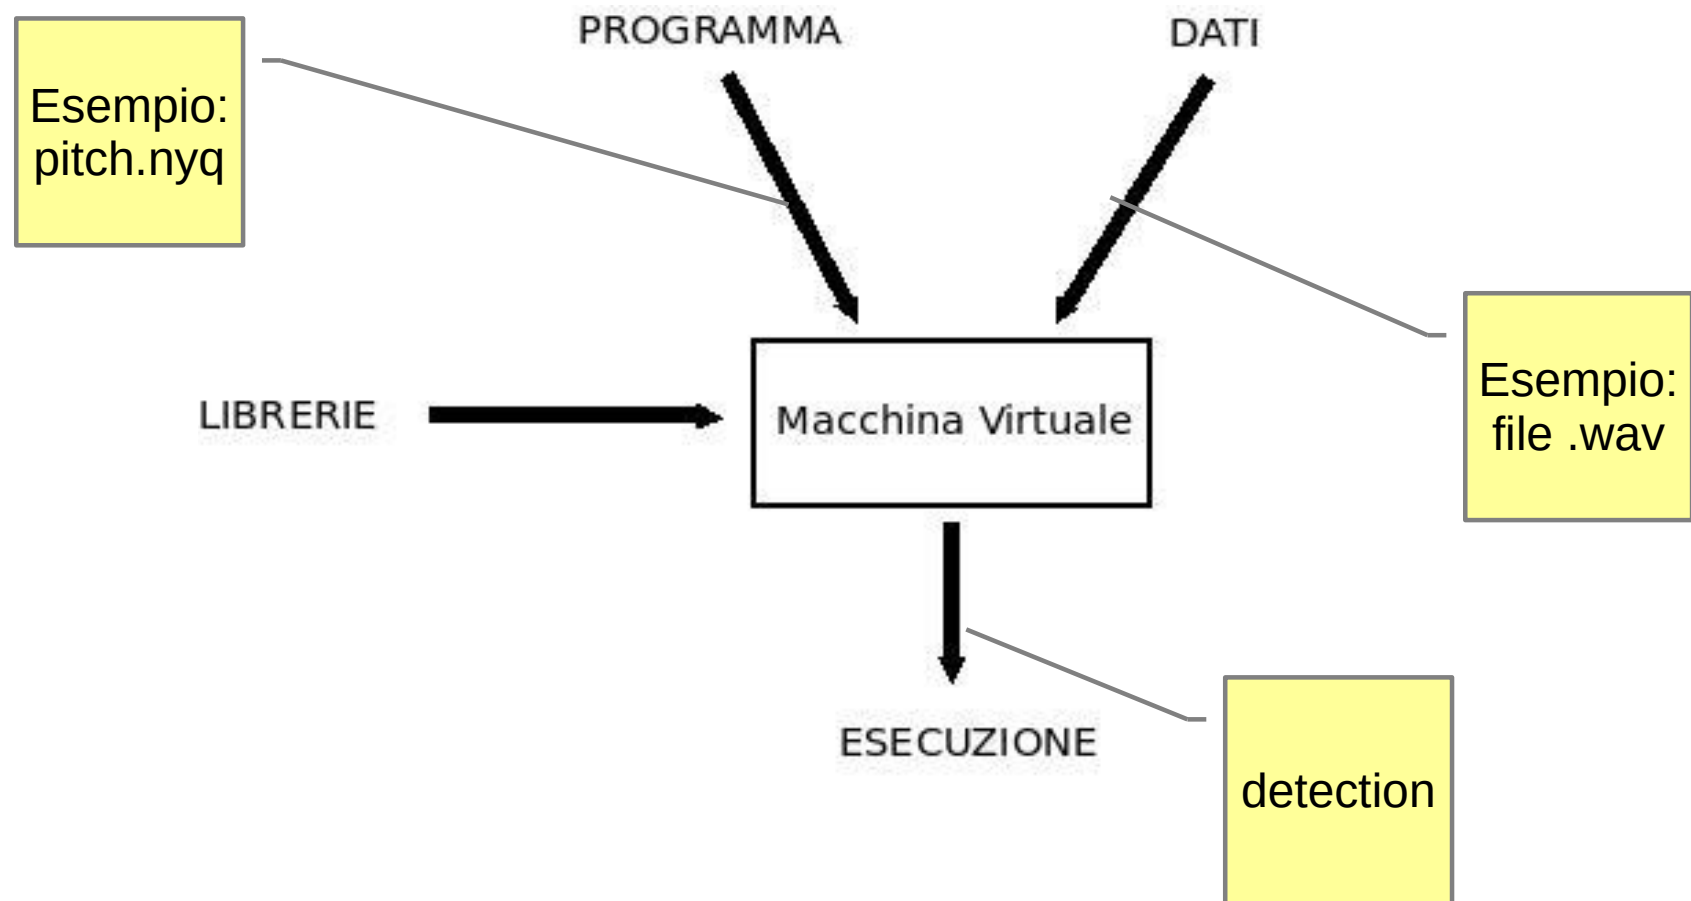 PROGRAMMA
DATI
Esempio:
pitch.nyq
LIBRERIE
Macchina Virtuale
Esempio:
file .wav
ESECUZIONE
detection